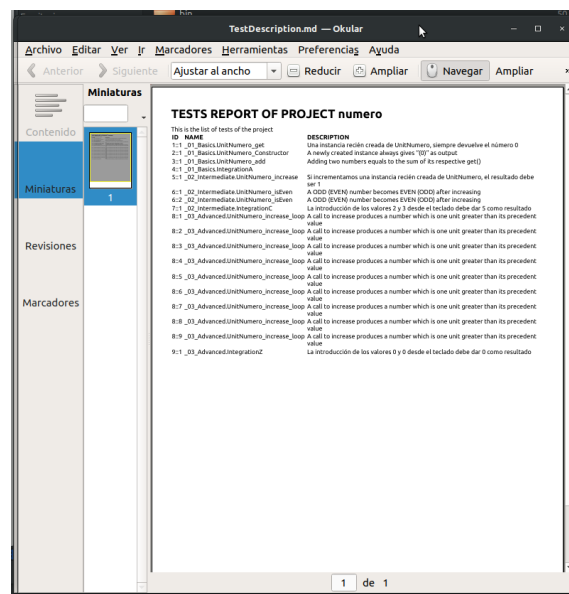 bin
TestDescription.md — Okular
Archivo Editar Ver Ir Marcadores Herramientas Preferencias Ayuda
Anterior Siguiente Ajustar al ancho Reducir Ampliar Navegar Ampliar »
Contenido
Miniaturas
Revisiones
Marcadores
Miniaturas
1
TESTS REPORT OF PROJECT numero
This is the list of tests of the project
ID NAME DESCRIPTION
1::1 _01_Basics.UnitNumero_get Una instancia recién creada de UnitNumero, siempre devuelve el número 0
2::1 _01_Basics.UnitNumero_Constructor A newly created instance always gives "[0)" as output
3::1 _01_Basics.UnitNumero_add Adding two numbers equals to the sum of its respective get()
4::1 _01_Basics.IntegrationA
5::1 _02_Intermediate.UnitNumero_increase Si incrementamos una instancia recién creada de UnitNumero, el resultado debe
ser 1
6::1 _02_Intermediate.UnitNumero_isEven A ODD (EVEN) number becomes EVEN (ODD) after increasing
6::2 _02_Intermediate.UnitNumero_isEven A ODD (EVEN) number becomes EVEN (ODD) after increasing
7::1 _02_Intermediate.IntegrationC La introducción de los valores 2 y 3 desde el teclado debe dar 5 como resultado
8::1 _03_Advanced.UnitNumero_increase_loop A call to increase produces a number which is one unit greater than its precedent
value
8::2 _03_Advanced.UnitNumero_increase_loop A call to increase produces a number which is one unit greater than its precedent
value
8::3 _03_Advanced.UnitNumero_increase_loop A call to increase produces a number which is one unit greater than its precedent
value
8::4 _03_Advanced.UnitNumero_increase_loop A call to increase produces a number which is one unit greater than its precedent
value
8::5 _03_Advanced.UnitNumero_increase_loop A call to increase produces a number which is one unit greater than its precedent
value
8::6 _03_Advanced.UnitNumero_increase_loop A call to increase produces a number which is one unit greater than its precedent
value
8::7 _03_Advanced.UnitNumero_increase_loop A call to increase produces a number which is one unit greater than its precedent
value
8::8 _03_Advanced.UnitNumero_increase_loop A call to increase produces a number which is one unit greater than its precedent
value
8::9 _03_Advanced.UnitNumero_increase_loop A call to increase produces a number which is one unit greater than its precedent
value
9::1 _03_Advanced.IntegrationZ La introducción de los valores 0 y 0 desde el teclado debe dar 0 como resultado
1 de 1